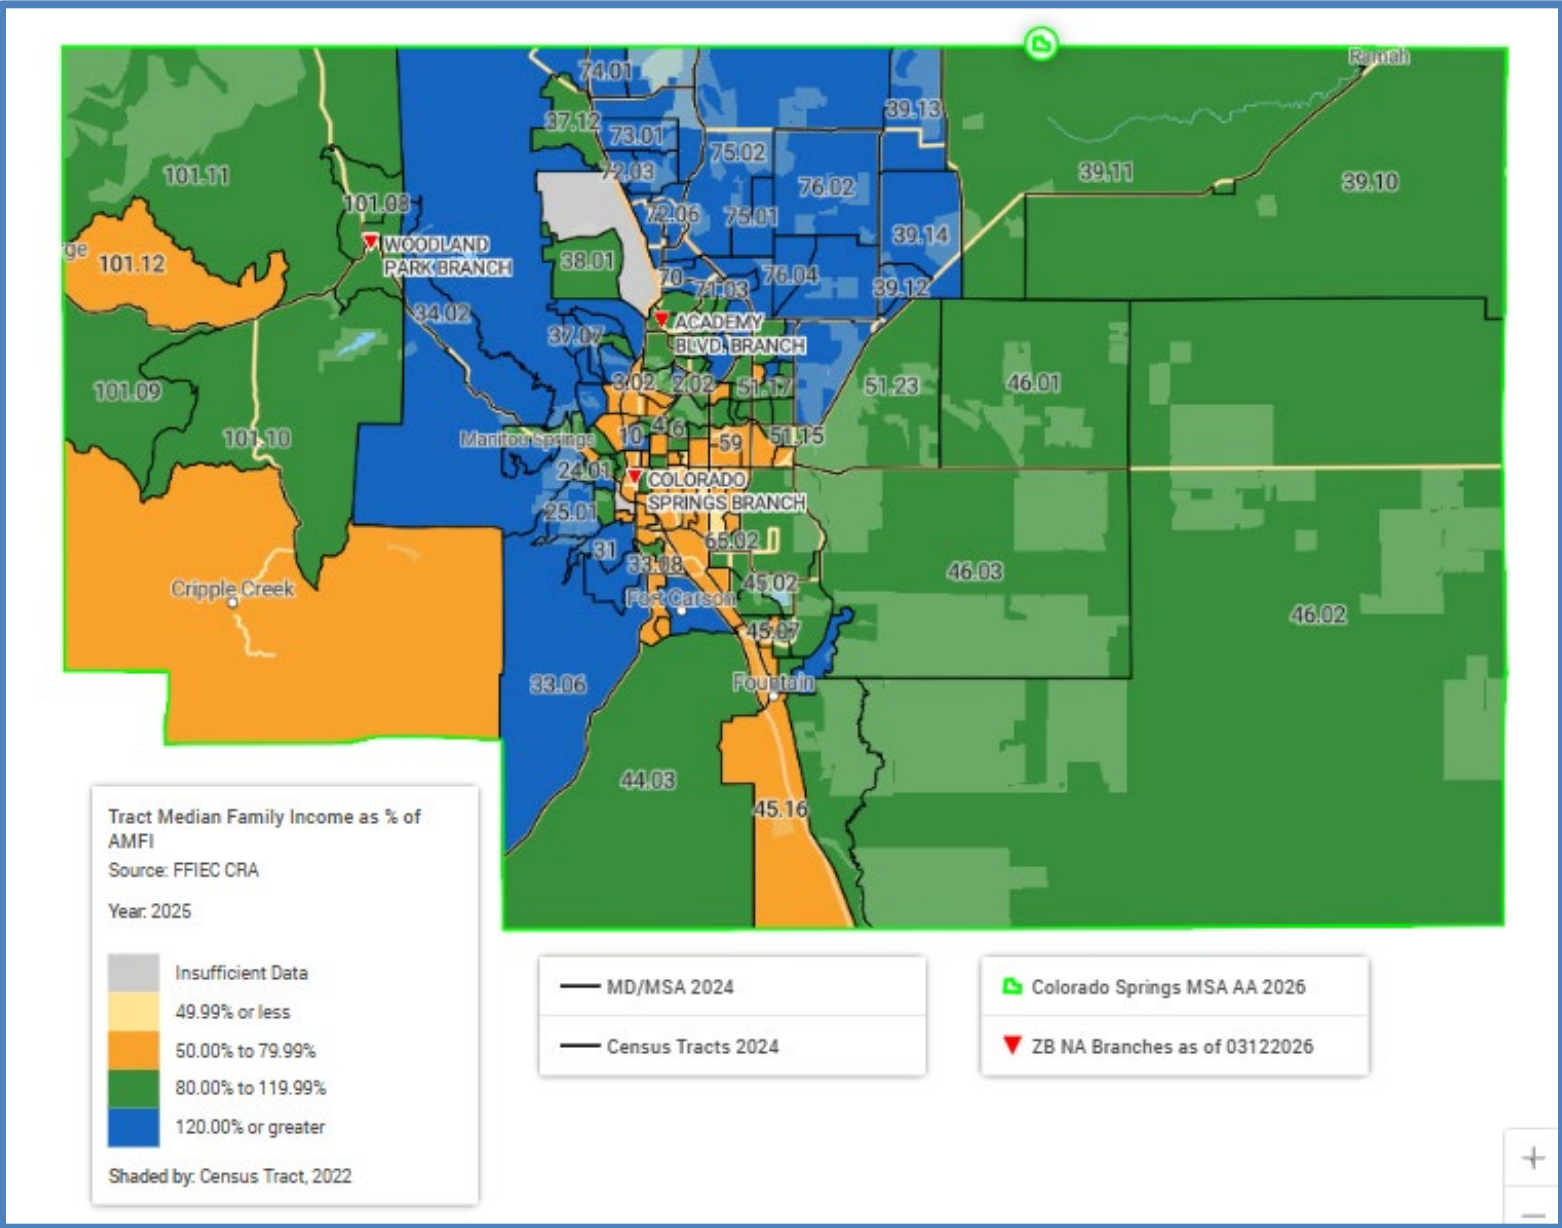 Ramah
74.01
39.13
37.12
73.01
75.02
72.03
39.11
101.11
39.10
76.02
101.08
72.06
75.01
39.14
WOODLAND
PARK BRANCH
101.12
38.01
70
76.04
71.03
39.12
34.02
ACADEMY
BLVD. BRANCH
37.07
3.02
2.02
51.17
51.23
46.01
101.09
46
10
51.15
101.10
Manitou Springs
59
24.01
COLORADO
SPRINGS BRANCH
25.01
65.02
31
33.08
46.03
45.02
Cripple Creek
Fort Carson
46.02
45.07
33.06
Fountain
44.03
45.16
Tract Median Family Income as % of
AMFI
Source: FFIEC CRA
Year: 2025
Insufficient Data
49.99% or less
50.00% to 79.99%
80.00% to 119.99%
120.00% or greater
Shaded by: Census Tract, 2022
MD/MSA 2024
Census Tracts 2024
Colorado Springs MSA AA 2026
ZB NA Branches as of 03122026
+
−